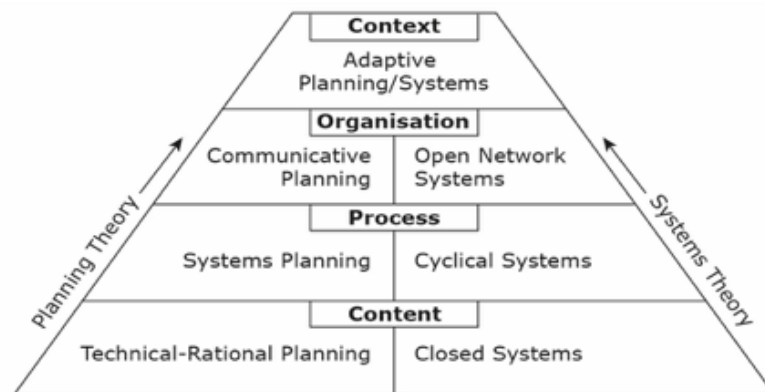 Context
Adaptive
Planning/Systems
Organisation
Communicative
Planning
Open Network
Systems
Process
Systems Planning
Cyclical Systems
Content
Technical-Rational Planning
Closed Systems
Planning Theory
Systems Theory